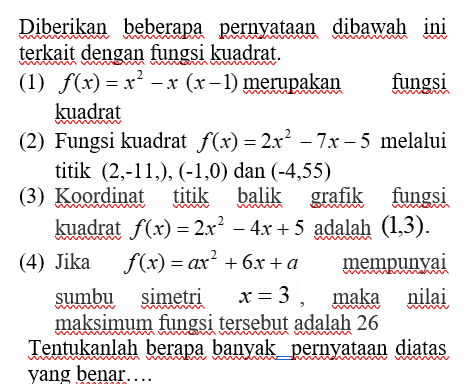 Diberikan beberapa pernyataan dibawah ini
terkait dengan fungsi kuadrat.
(1) f(x) = x² − x (x−1) merupakan fungsi
kuadrat
(2) Fungsi kuadrat f(x) = 2x² − 7x − 5 melalui
titik (2,-11,), (-1,0) dan (-4,55)
(3) Koordinat titik balik grafik fungsi
kuadrat f(x) = 2x² − 4x + 5 adalah (1,3).
(4) Jika f(x) = ax² + 6x + a mempunyai
sumbu simetri x = 3 , maka nilai
maksimum fungsi tersebut adalah 26
Tentukanlah berapa banyak pernyataan diatas
yang benar….